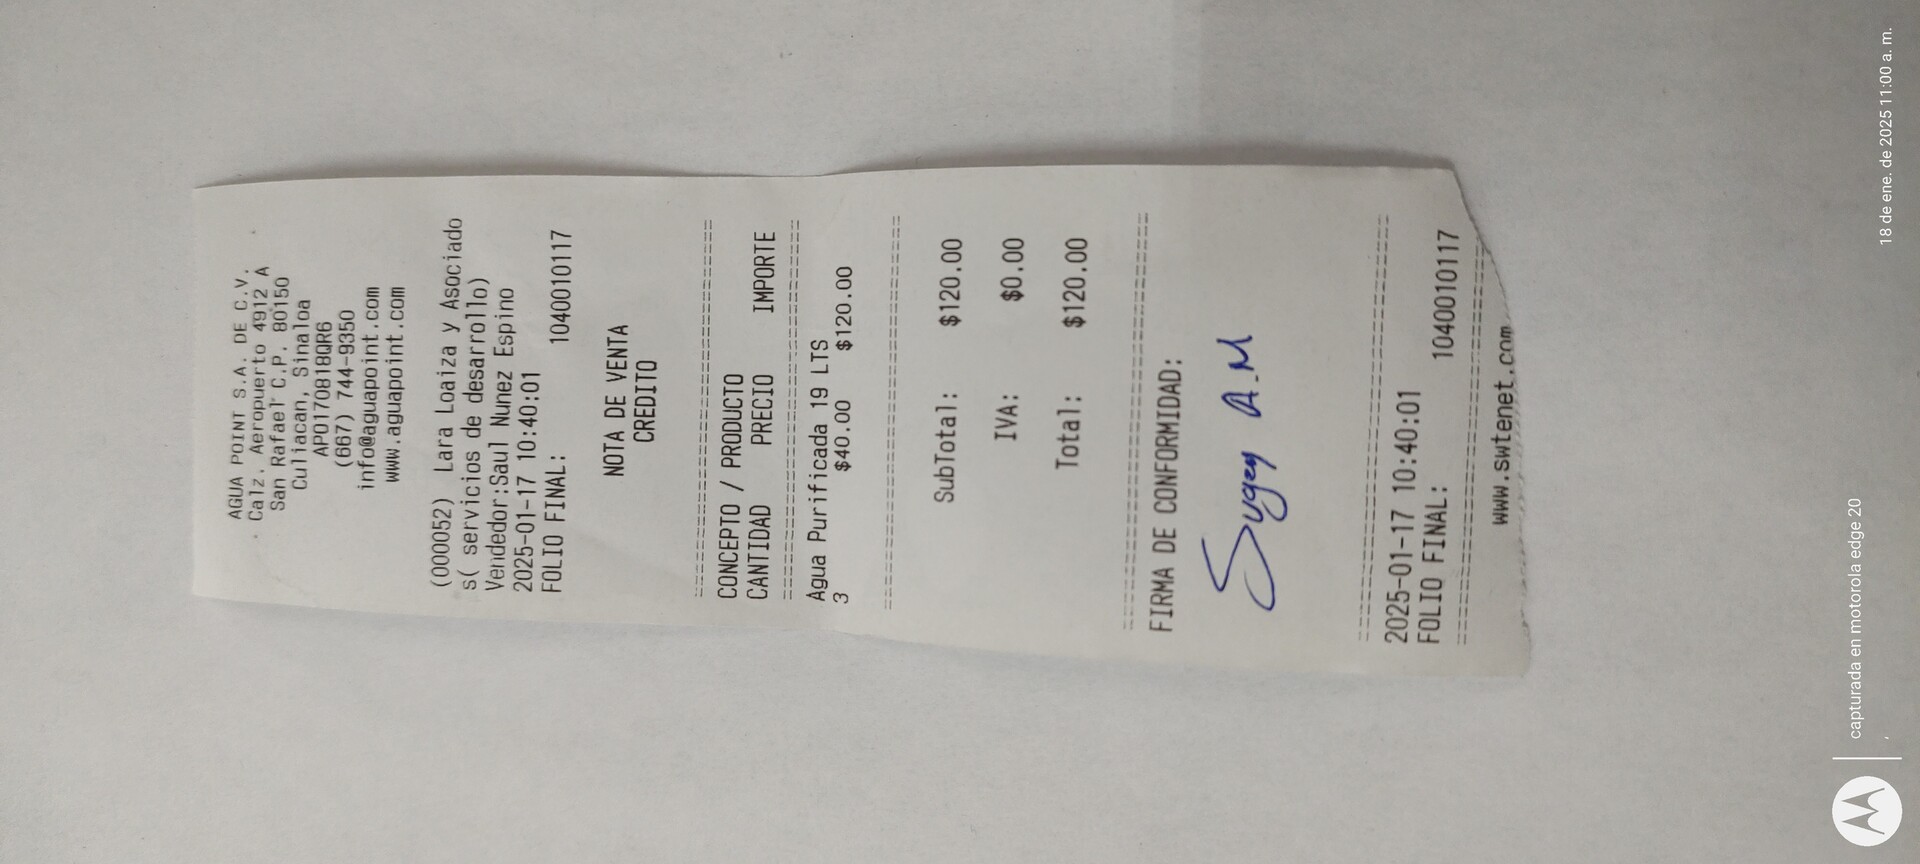 AGUA POINT S.A. DE C.V.
Calz. Aeropuerto 4912 A
San Rafael C.P. 80150
Culiacan, Sinaloa
APO170818QR6
(667) 744-9350
info@aguapoint.com
www.aguapoint.com
(000052) Lara Loaiza y Asociado
s( servicios de desarrollo)
Vendedor:Saul Nunez Espino
2025-01-17 10:40:01
FOLIO FINAL: 1040010117
NOTA DE VENTA
CREDITO
CONCEPTO / PRODUCTO
CANTIDAD PRECIO IMPORTE
Agua Purificada 19 LTS
3 $40.00 $120.00
SubTotal: $120.00
IVA: $0.00
Total: $120.00
FIRMA DE CONFORMIDAD:
Sugey A.M
2025-01-17 10:40:01
FOLIO FINAL: 1040010117
www.swtenet.com
capturada en motorola edge 20
18 de ene. de 2025 11:00 a. m.